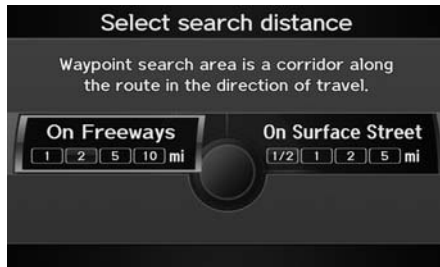 Select search distance
Waypoint search area is a corridor along
the route in the direction of travel.
On Freeways
1 2 5 10 mi
On Surface Street
1/2 1 2 5 mi